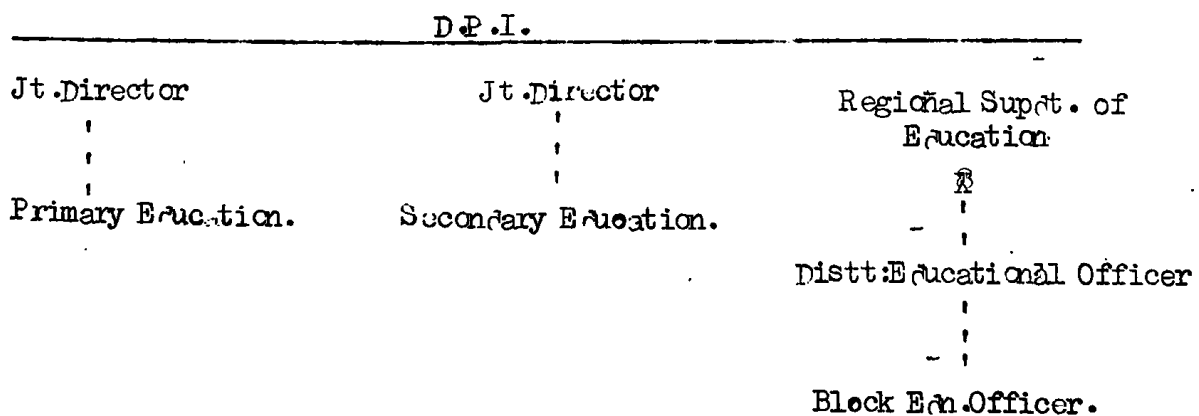 D.P.I.
Jt.Director
Primary Education.
Jt.Director
Secondary Education.
Regional Supdt. of
Education
Distt:Educational Officer
Block Edn.Officer.